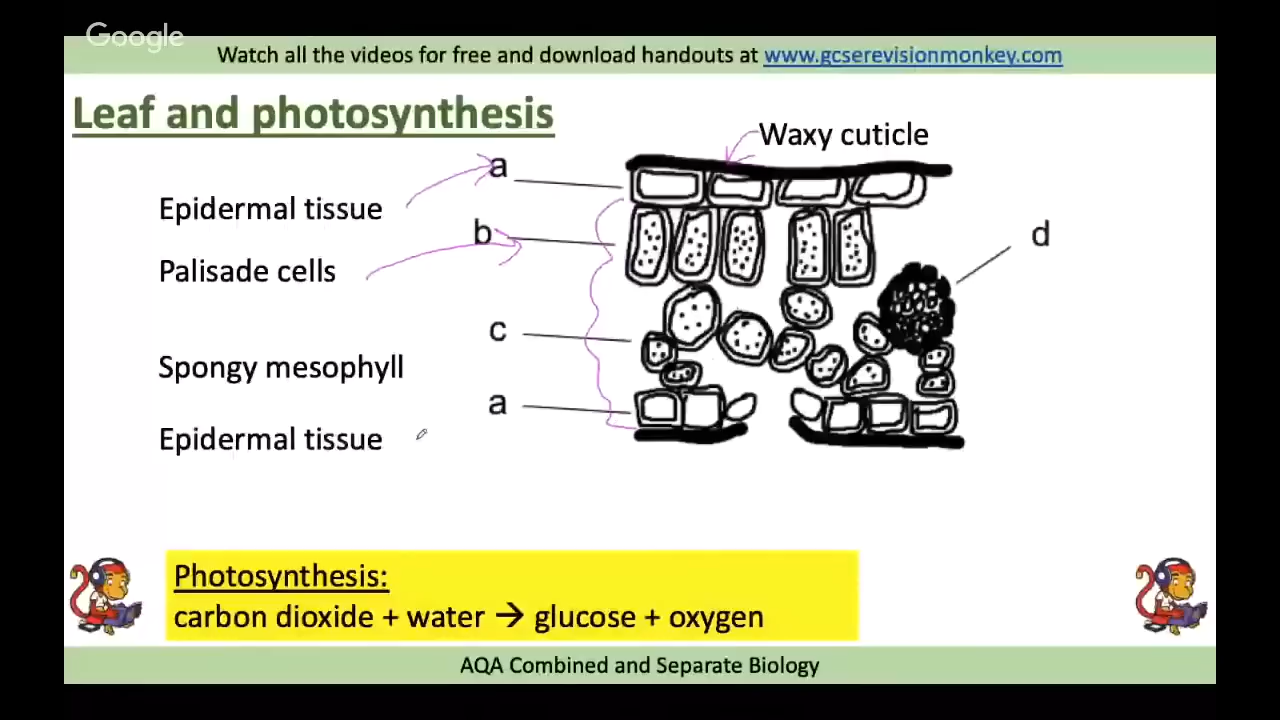 Google
Watch all the videos for free and download handouts at www.gcserevisionmonkey.com
Leaf and photosynthesis
Waxy cuticle
a
Epidermal tissue
b
d
Palisade cells
c
Spongy mesophyll
a
Epidermal tissue
Photosynthesis:
carbon dioxide + water → glucose + oxygen
AQA Combined and Separate Biology